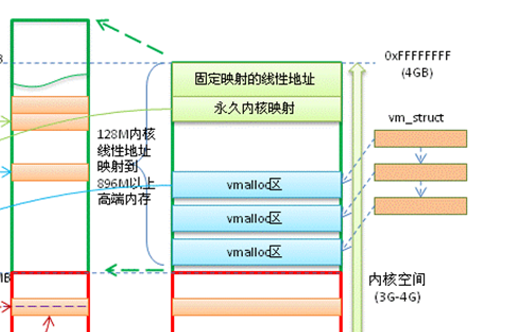 0xFFFFFFFF
(4GB)
固定映射的线性地址
永久内核映射
vm_struct
128M内核
线性地址
映射到
896M以上
高端内存
vmalloc区
vmalloc区
vmalloc区
内核空间
(3G-4G)